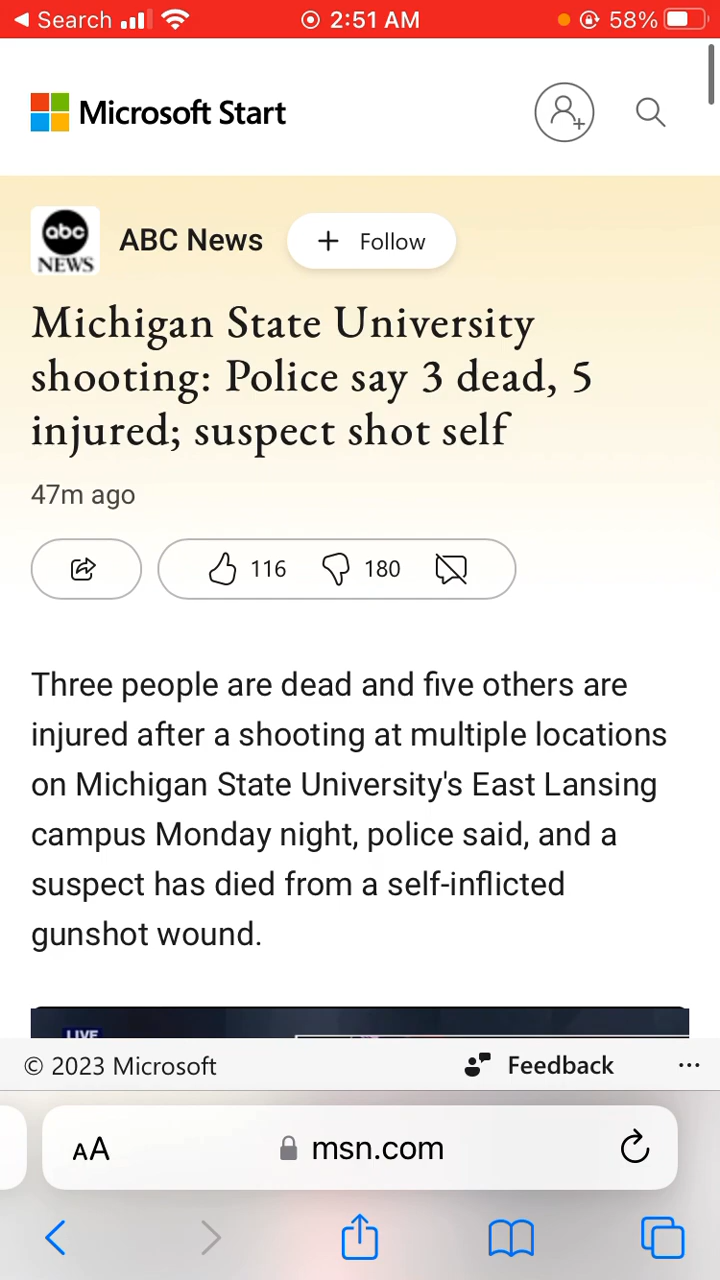 Search 2:51 AM 58%
Microsoft Start
abc NEWS ABC News + Follow
Michigan State University
shooting: Police say 3 dead, 5
injured; suspect shot self
47m ago
116 180
Three people are dead and five others are
injured after a shooting at multiple locations
on Michigan State University's East Lansing
campus Monday night, police said, and a
suspect has died from a self-inflicted
gunshot wound.
LIVE
© 2023 Microsoft Feedback ...
AA msn.com